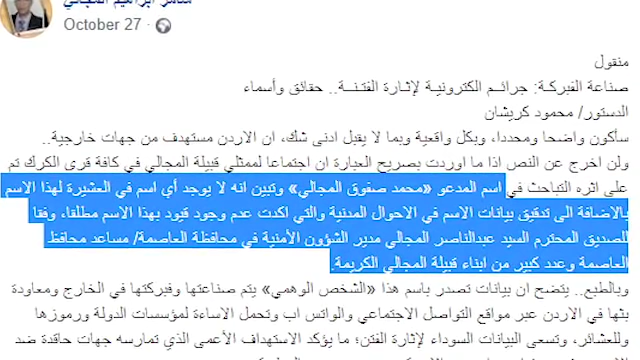 October 27
منقول
صناعة الفبركة: جرائم الكترونية لإثارة الفتنة.. حقائق وأسماء
الدستور/ محمود كريشان
سأكون واضحا ومحددا، وبكل واقعية وبما لا يقبل ادنى شك، ان الاردن مستهدف من جهات خارجية..
ولن اخرج عن النص اذا ما اوردت بصريح العبارة ان اجتماعا لممثلي قبيلة المجالي في كافة قرى الكرك تم
على اثره التباحث في اسم المدعو «محمد صفوق المجالي» وتبين انه لا يوجد أي اسم في العشيرة لهذا الاسم
بالاضافة الى تدقيق بيانات الاسم في الاحوال المدنية والتي اكدت عدم وجود قيود بهذا الاسم مطلقا، وفقا
للصديق المحترم السيد عبدالناصر المجالي مدير الشؤون الأمنية في محافظة العاصمة/ مساعد محافظ
العاصمة وعدد كبير من ابناء قبيلة المجالي الكريمة.
وبالطبع.. يتضح ان بيانات تصدر باسم هذا «الشخص الوهمي» يتم صناعتها وفبركتها في الخارج ومعاودة
بثها في الاردن عبر مواقع التواصل الاجتماعي والواتس اب وتحمل الاساءة لمؤسسات الدولة ورموزها
وللعشائر، وتسعى البيانات السوداء لإثارة الفتن؛ ما يؤكد الاستهداف الأعمى الذي تمارسه جهات حاقدة ضد